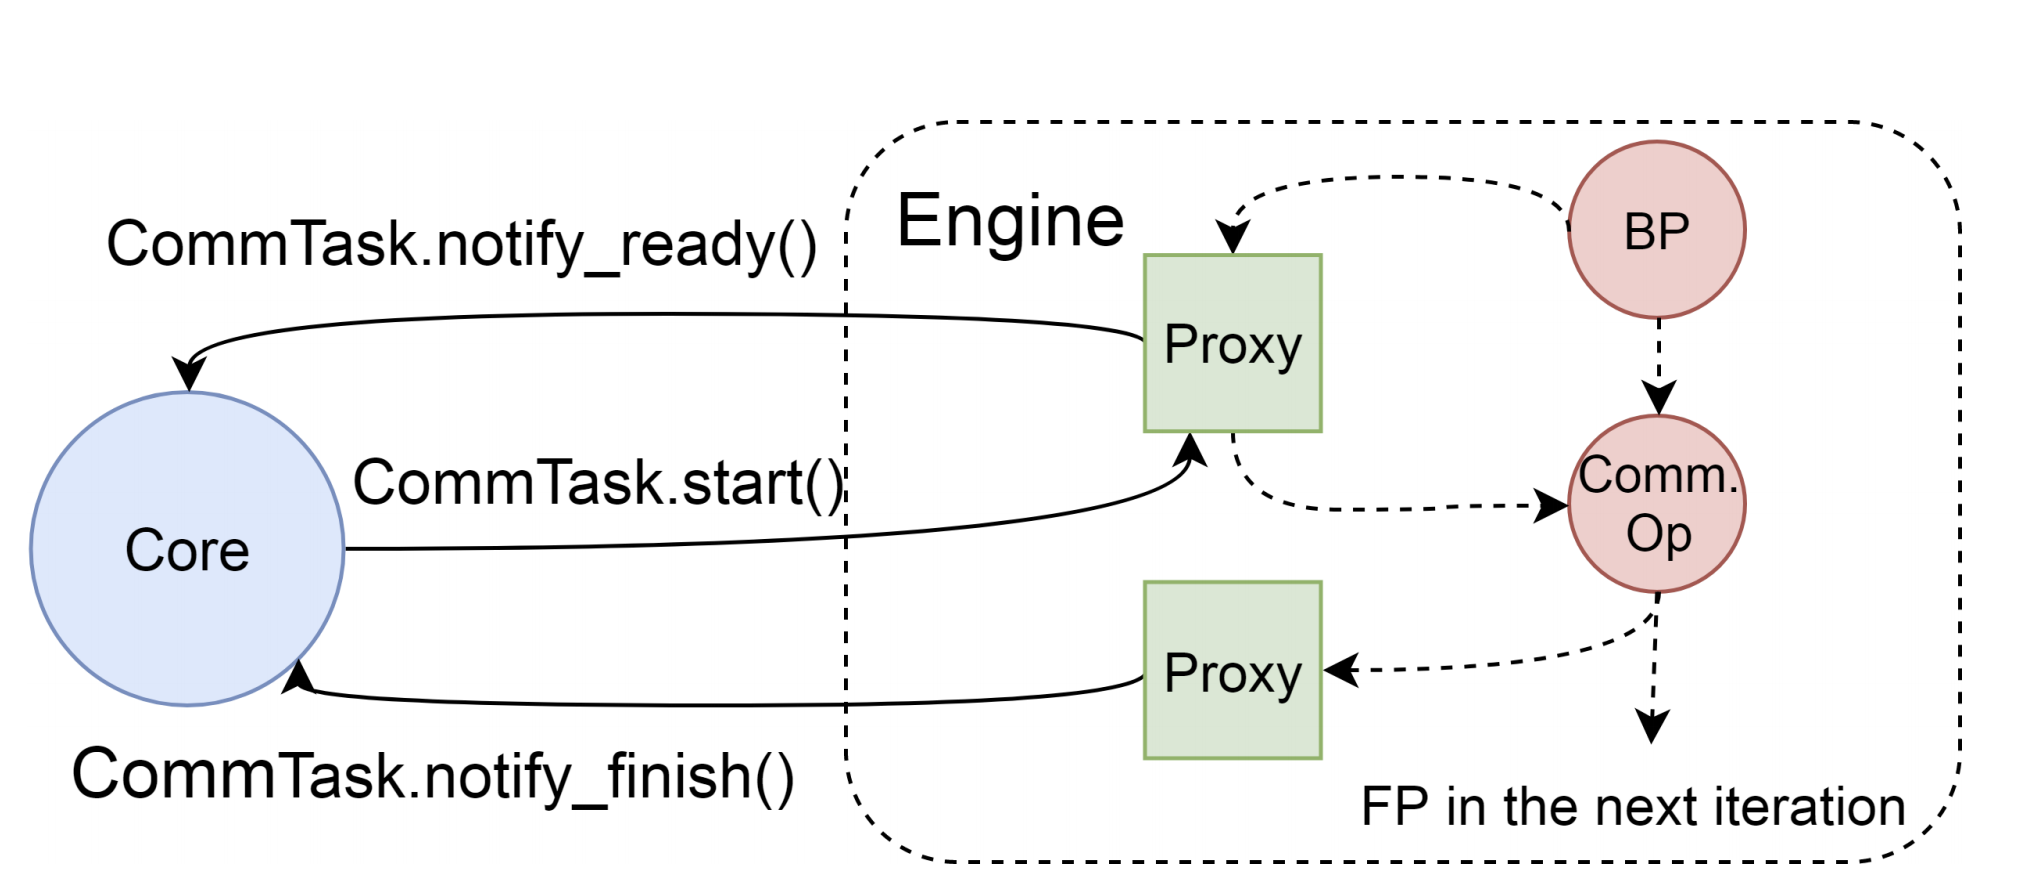 Engine
BP
CommTask.notify_ready()
Proxy
CommTask.start()
Comm.
Op
Core
Proxy
CommTask.notify_finish()
FP in the next iteration